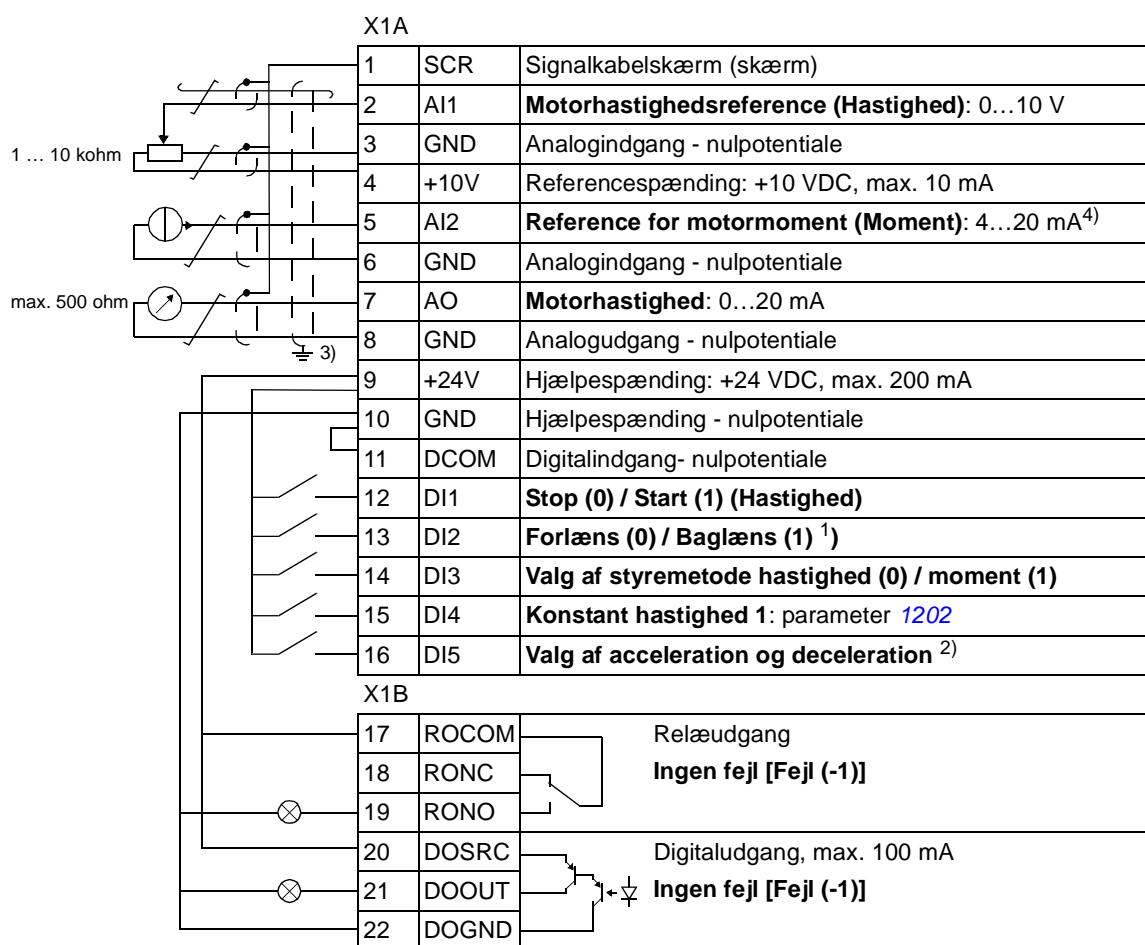 X1A
1 SCR Signalkabelskærm (skærm)
2 AI1 Motorhastighedsreference (Hastighed): 0…10 V
1 … 10 kohm
3 GND Analogindgang - nulpotentiale
4 +10V Referencespænding: +10 VDC, max. 10 mA
5 AI2 Reference for motormoment (Moment): 4…20 mA4)
6 GND Analogindgang - nulpotentiale
max. 500 ohm
7 AO Motorhastighed: 0…20 mA
8 GND Analogudgang - nulpotentiale
3)
9 +24V Hjælpespænding: +24 VDC, max. 200 mA
10 GND Hjælpespænding - nulpotentiale
11 DCOM Digitalindgang- nulpotentiale
12 DI1 Stop (0) / Start (1) (Hastighed)
13 DI2 Forlæns (0) / Baglæns (1) 1)
14 DI3 Valg af styremetode hastighed (0) / moment (1)
15 DI4 Konstant hastighed 1: parameter 1202
16 DI5 Valg af acceleration og deceleration 2)
X1B
17 ROCOM Relæudgang
18 RONC Ingen fejl [Fejl (-1)]
19 RONO
20 DOSRC Digitaludgang, max. 100 mA
21 DOOUT Ingen fejl [Fejl (-1)]
22 DOGND